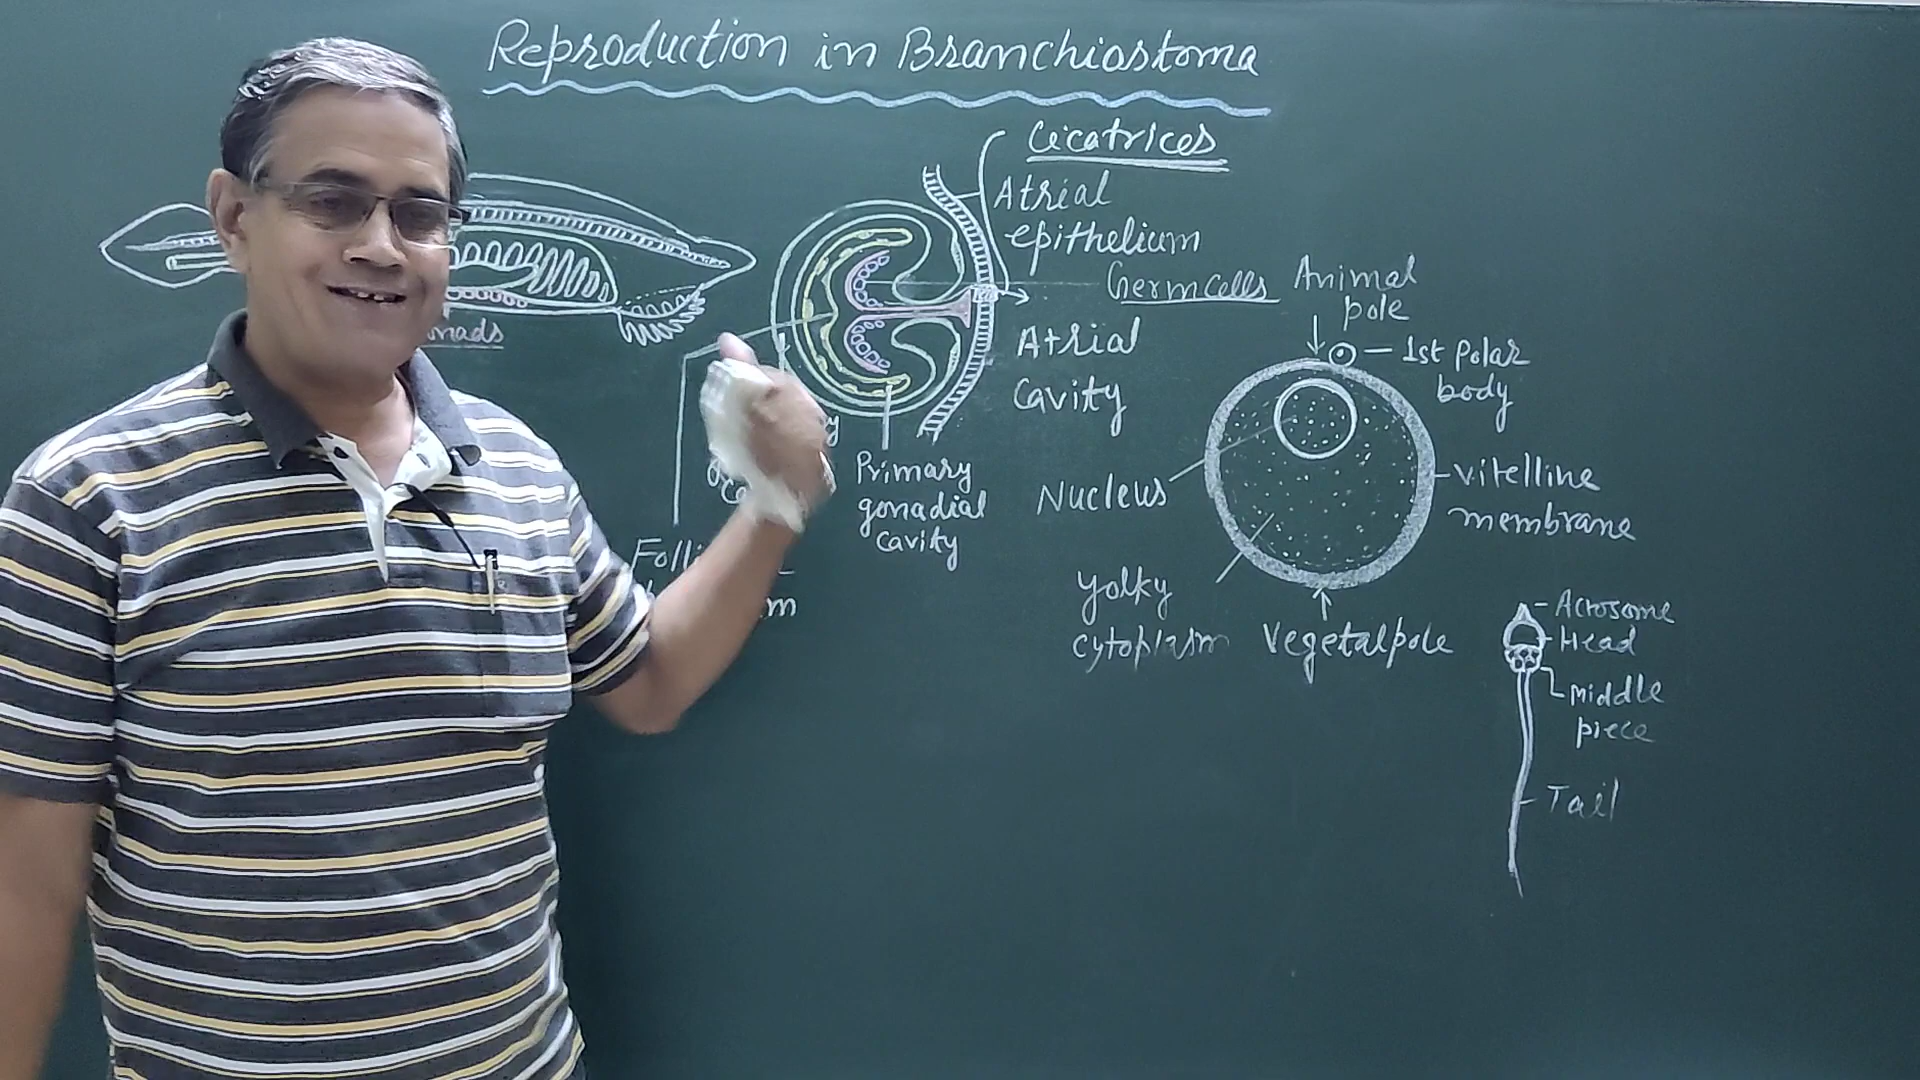 Reproduction in Branchiostoma
Cicatrices
Atrial
epithelium
Germcells
Animal
pole
1st Polar
body
Atrial
cavity
Primary
gonadial
cavity
Nucleus
Vitelline
membrane
Yolky
cytoplasm
Vegetalpole
Acrosome
Head
Middle
piece
Tail